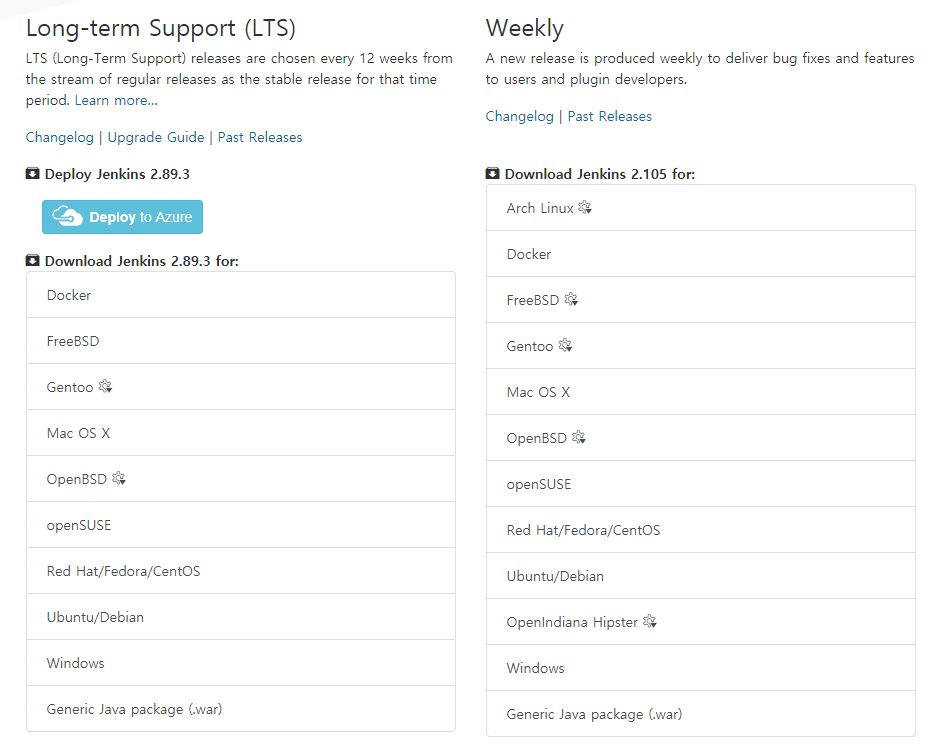 Long-term Support (LTS)
LTS (Long-Term Support) releases are chosen every 12 weeks from
the stream of regular releases as the stable release for that time
period. Learn more...
Changelog | Upgrade Guide | Past Releases
Deploy Jenkins 2.89.3
Deploy to Azure
Download Jenkins 2.89.3 for:
Docker
FreeBSD
Gentoo
Mac OS X
OpenBSD
openSUSE
Red Hat/Fedora/CentOS
Ubuntu/Debian
Windows
Generic Java package (.war)
Weekly
A new release is produced weekly to deliver bug fixes and features
to users and plugin developers.
Changelog | Past Releases
Download Jenkins 2.105 for:
Arch Linux
Docker
FreeBSD
Gentoo
Mac OS X
OpenBSD
openSUSE
Red Hat/Fedora/CentOS
Ubuntu/Debian
OpenIndiana Hipster
Windows
Generic Java package (.war)